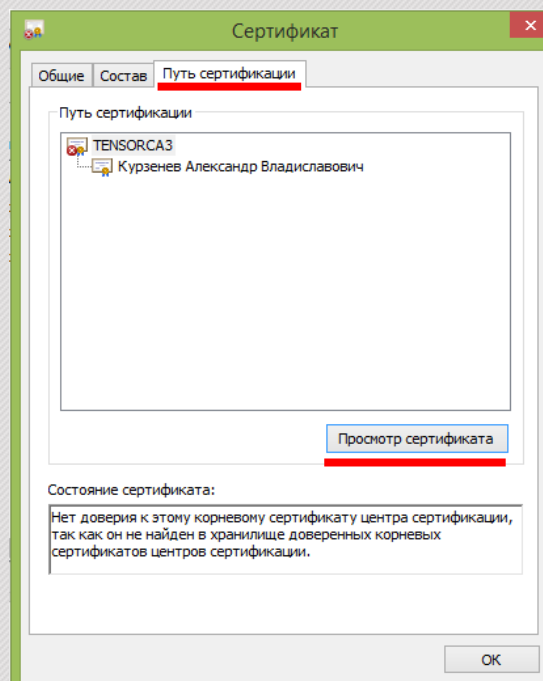 Сертификат
Общие Состав Путь сертификации
Путь сертификации
TENSORCA3
Курзенев Александр Владиславович
Просмотр сертификата
Состояние сертификата:
Нет доверия к этому корневому сертификату центра сертификации,
так как он не найден в хранилище доверенных корневых
сертификатов центров сертификации.
ОК